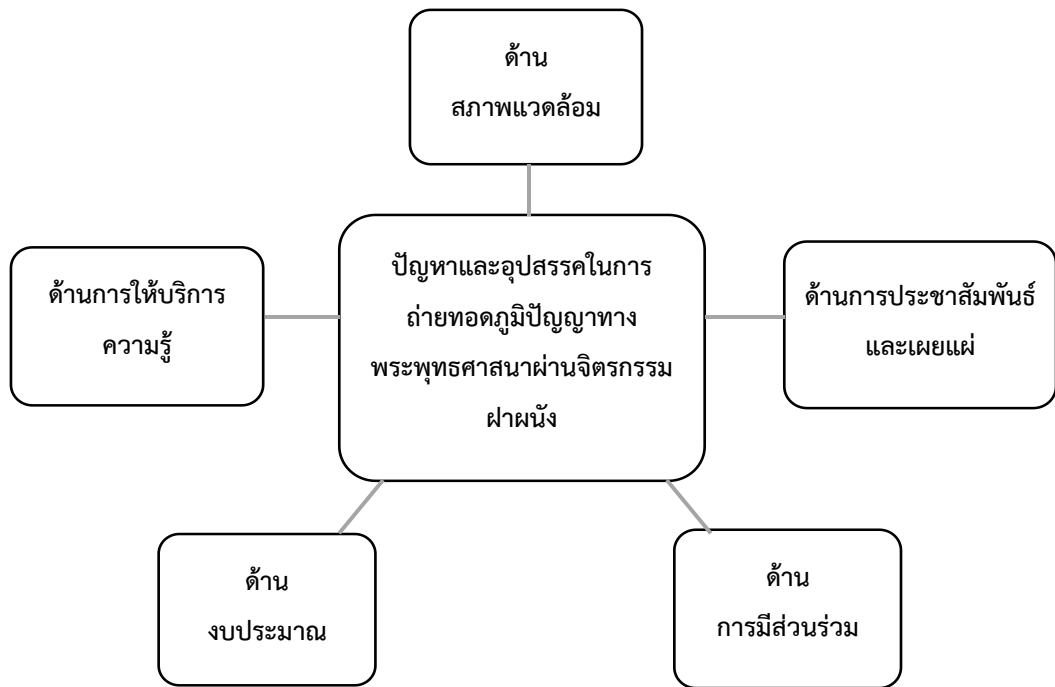 ด้าน
สภาพแวดล้อม
ปัญหาและอุปสรรคในการ
ถ่ายทอดภูมิปัญญาทาง
พระพุทธศาสนาผ่านจิตรกรรม
ฝาผนัง
ด้านการให้บริการ
ความรู้
ด้านการประชาสัมพันธ์
และเผยแผ่
ด้าน
งบประมาณ
ด้าน
การมีส่วนร่วม